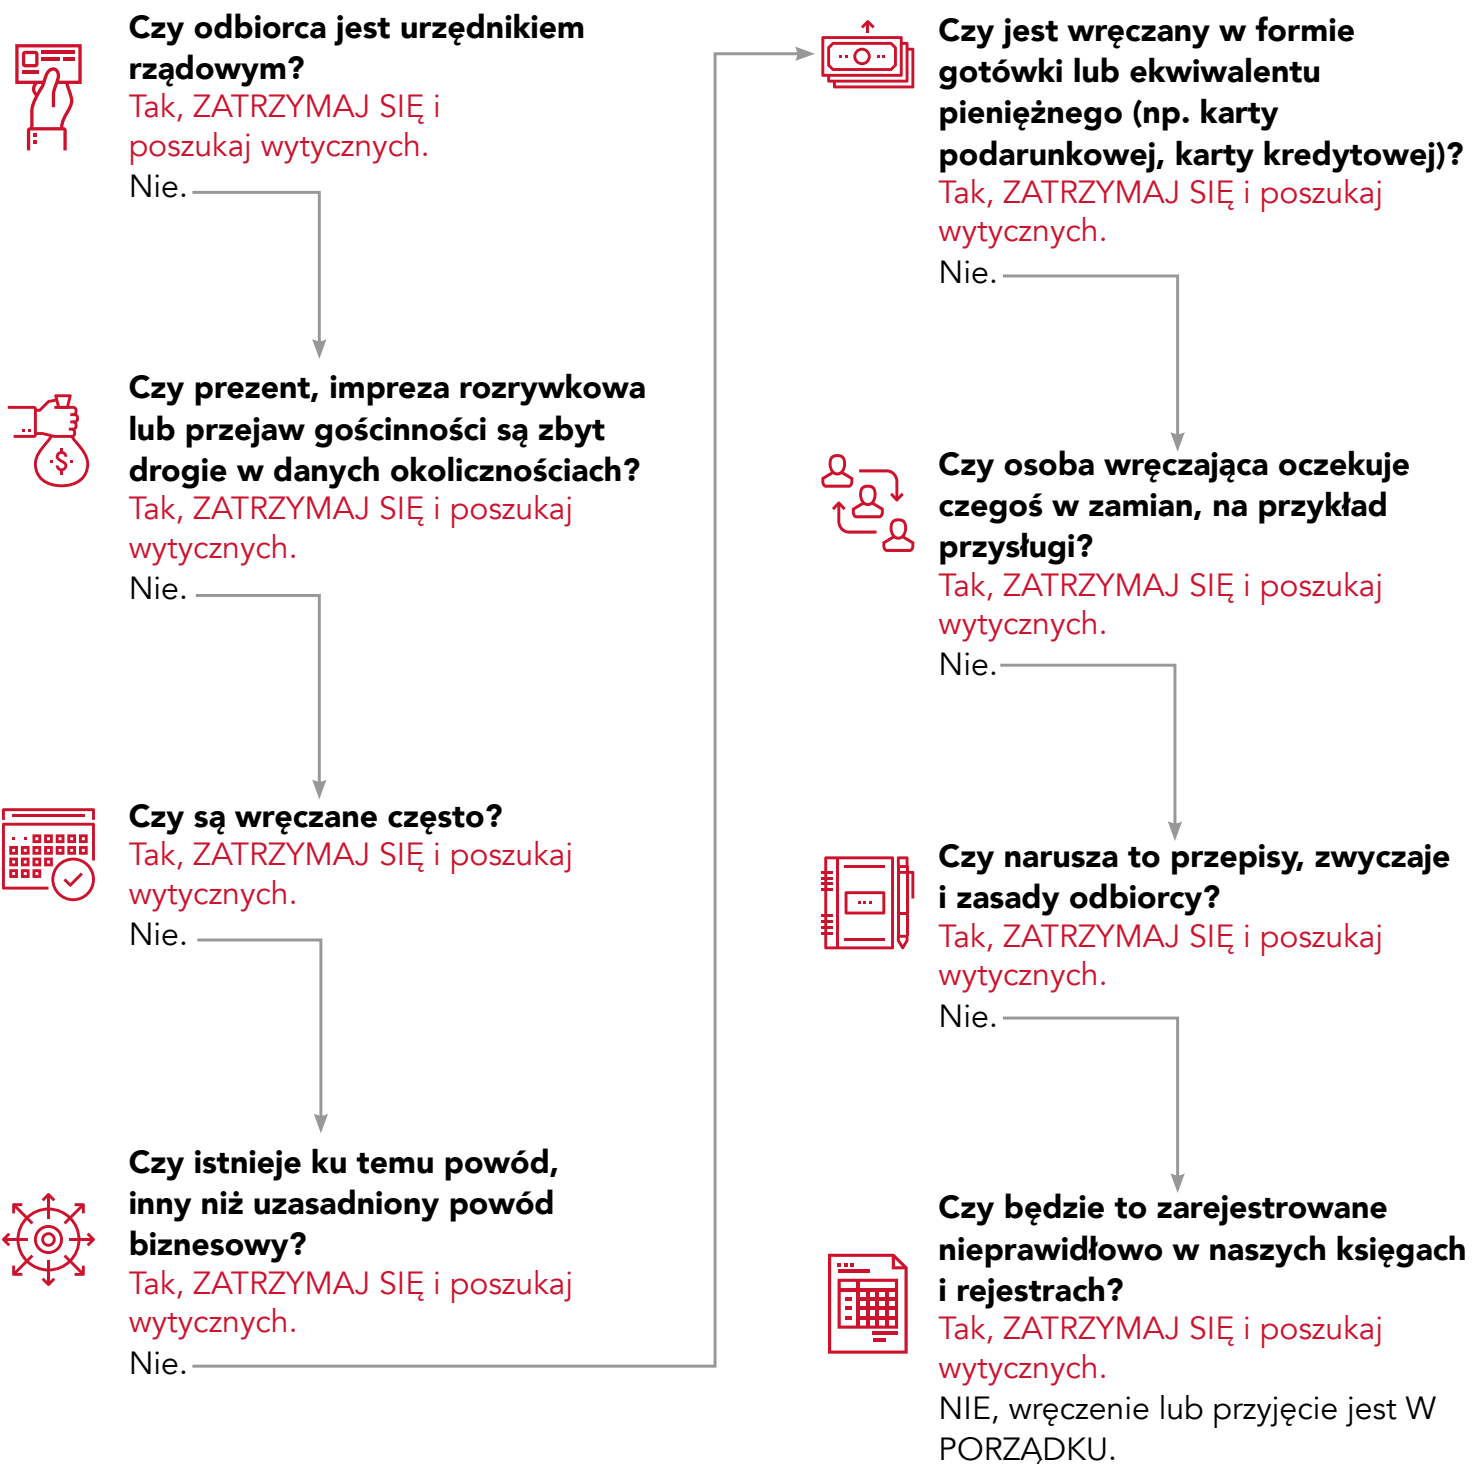 Czy odbiorca jest urzędnikiem
rządowym?
Tak, ZATRZYMAJ SIĘ i
poszukaj wytycznych.
Nie.
Czy prezent, impreza rozrywkowa
lub przejaw gościnności są zbyt
drogie w danych okolicznościach?
Tak, ZATRZYMAJ SIĘ i poszukaj
wytycznych.
Nie.
Czy są wręczane często?
Tak, ZATRZYMAJ SIĘ i poszukaj
wytycznych.
Nie.
Czy istnieje ku temu powód,
inny niż uzasadniony powód
biznesowy?
Tak, ZATRZYMAJ SIĘ i poszukaj
wytycznych.
Nie.
Czy jest wręczany w formie
gotówki lub ekwiwalentu
pieniężnego (np. karty
podarunkowej, karty kredytowej)?
Tak, ZATRZYMAJ SIĘ i poszukaj
wytycznych.
Nie.
Czy osoba wręczająca oczekuje
czegoś w zamian, na przykład
przysługi?
Tak, ZATRZYMAJ SIĘ i poszukaj
wytycznych.
Nie.
Czy narusza to przepisy, zwyczaje
i zasady odbiorcy?
Tak, ZATRZYMAJ SIĘ i poszukaj
wytycznych.
Nie.
Czy będzie to zarejestrowane
nieprawidłowo w naszych księgach
i rejestrach?
Tak, ZATRZYMAJ SIĘ i poszukaj
wytycznych.
NIE, wręczenie lub przyjęcie jest W
PORZĄDKU.